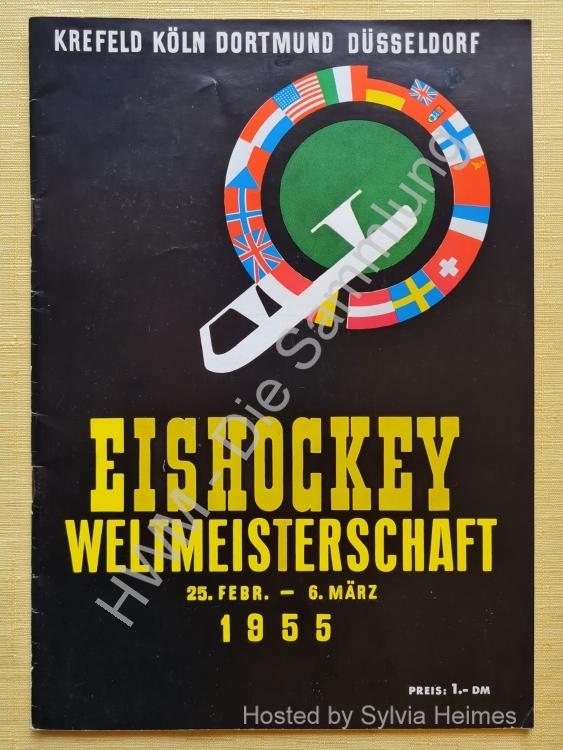 KREFELD KÖLN DORTMUND DÜSSELDORF
EISHOCKEY
WELTMEISTERSCHAFT
25. FEBR. – 6. MÄRZ
1955
PREIS: 1.– DM
HWM - Die Sammlung
Hosted by Sylvia Heimes